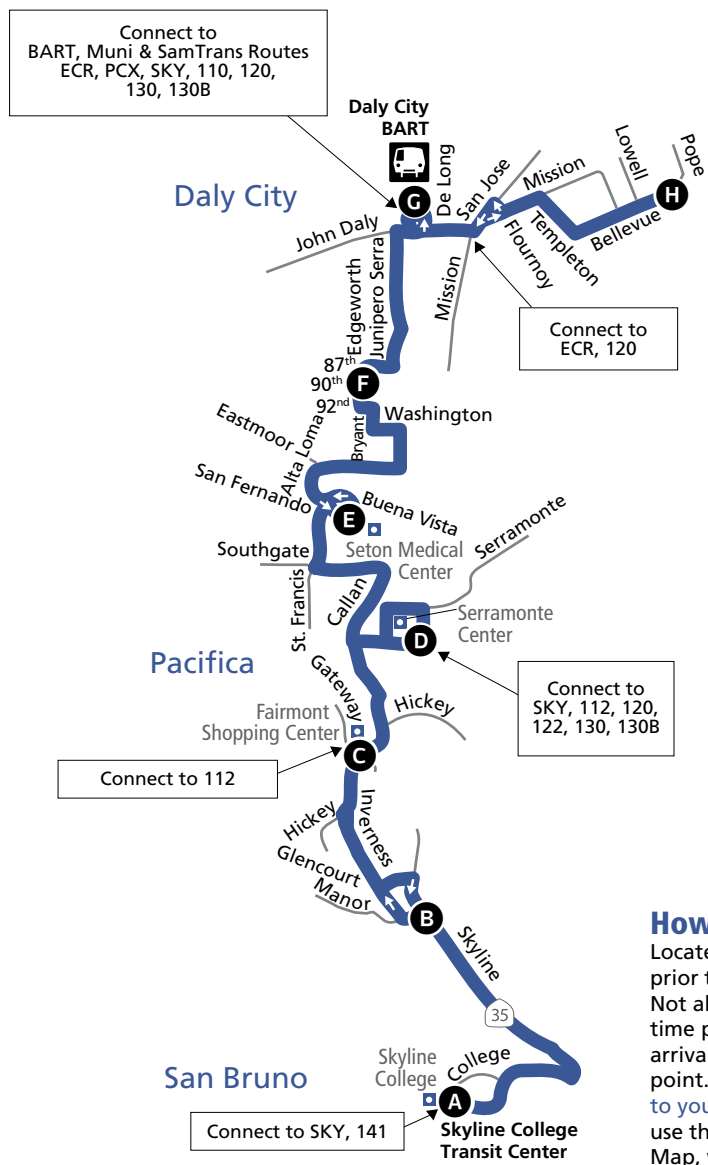 Connect to
BART, Muni & SamTrans Routes
ECR, PCX, SKY, 110, 120,
130, 130B
Daly City
BART
Daly City
G
De Long
San Jose
Mission
Lowell
Pope
H
John Daly
Flournoy
Templeton
Bellevue
Edgeworth
Junipero Serra
Mission
Connect to
ECR, 120
87th
90th
F
92nd
Washington
Bryant
Eastmoor
Alta Loma
San Fernando
E
Buena Vista
Seton Medical
Center
Serramonte
Southgate
St. Francis
Callan
Serramonte
Center
D
Pacifica
Connect to
SKY, 112, 120,
122, 130, 130B
Gateway
Hickey
Fairmont
Shopping Center
C
Connect to 112
Hickey
Inverness
Glencourt
Manor
B
Skyline
35
How
Locate
prior t
Not al
time p
arriva
point.
to you
use th
Map, v
San Bruno
Skyline
College
College
A
Connect to SKY, 141
Skyline College
Transit Center